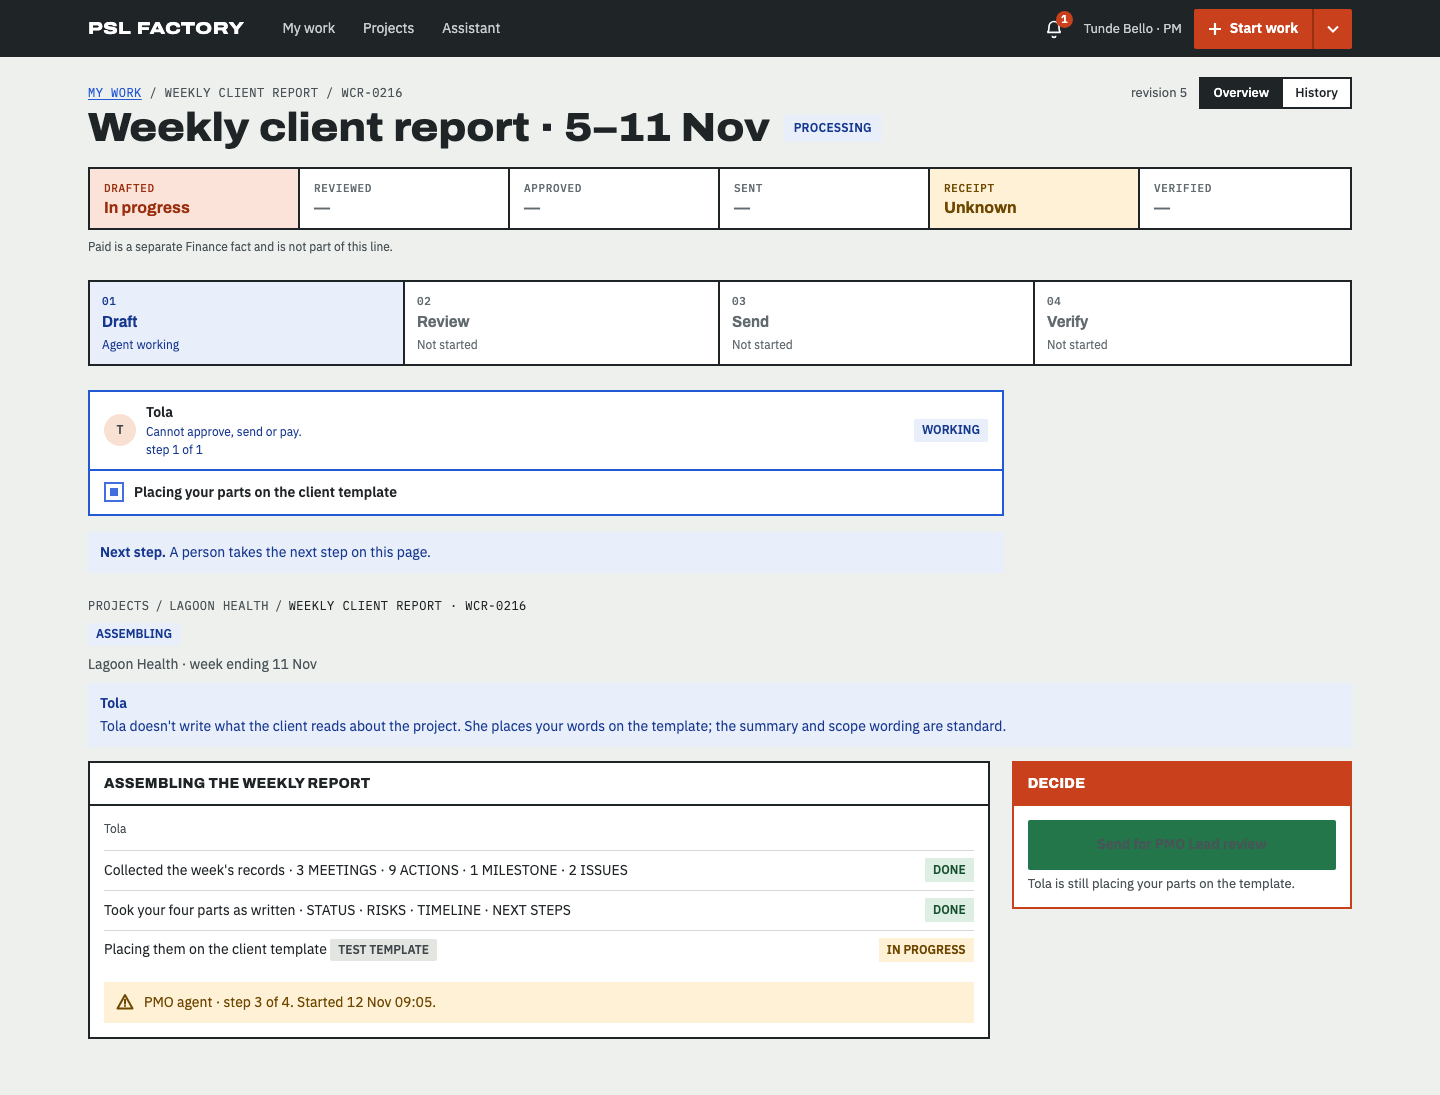 PSL FACTORY
My work
Projects
Assistant
1
Tunde Bello · PM
+ Start work
MY WORK / WEEKLY CLIENT REPORT / WCR-0216
revision 5
Overview
History
Weekly client report · 5–11 Nov
PROCESSING
DRAFTED
In progress
REVIEWED
—
APPROVED
—
SENT
—
RECEIPT
Unknown
VERIFIED
—
Paid is a separate Finance fact and is not part of this line.
01
Draft
Agent working
02
Review
Not started
03
Send
Not started
04
Verify
Not started
T
Tola
Cannot approve, send or pay.
step 1 of 1
WORKING
Placing your parts on the client template
Next step. A person takes the next step on this page.
PROJECTS / LAGOON HEALTH / WEEKLY CLIENT REPORT · WCR-0216
ASSEMBLING
Lagoon Health · week ending 11 Nov
Tola
Tola doesn't write what the client reads about the project. She places your words on the template; the summary and scope wording are standard.
ASSEMBLING THE WEEKLY REPORT
Tola
Collected the week's records · 3 MEETINGS · 9 ACTIONS · 1 MILESTONE · 2 ISSUES
DONE
Took your four parts as written · STATUS · RISKS · TIMELINE · NEXT STEPS
DONE
Placing them on the client template TEST TEMPLATE
IN PROGRESS
PMO agent · step 3 of 4. Started 12 Nov 09:05.
DECIDE
Send for PMO Lead review
Tola is still placing your parts on the template.